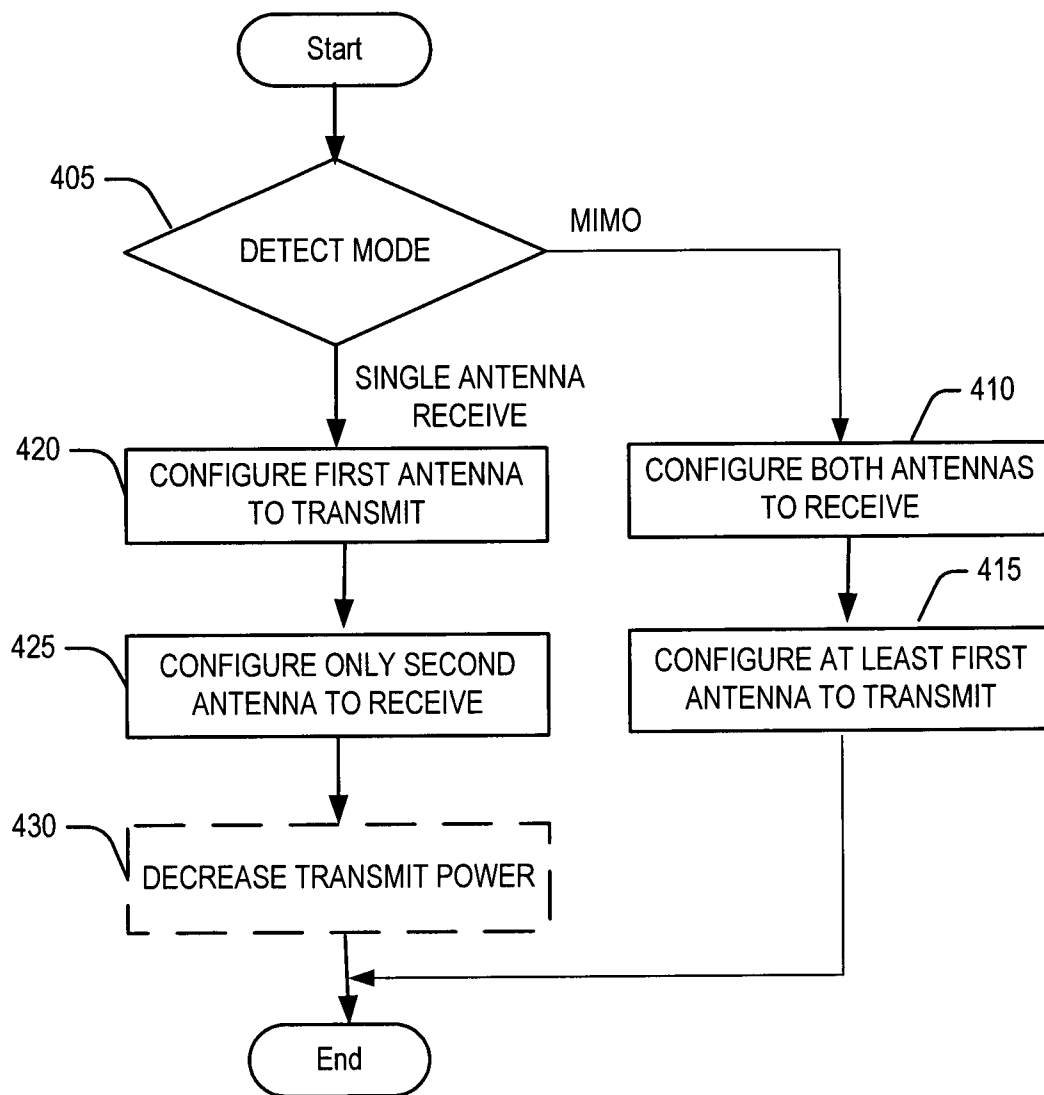 Start
405
DETECT MODE
MIMO
SINGLE ANTENNA
RECEIVE
410
420
CONFIGURE FIRST ANTENNA
TO TRANSMIT
CONFIGURE BOTH ANTENNAS
TO RECEIVE
415
425
CONFIGURE ONLY SECOND
ANTENNA TO RECEIVE
CONFIGURE AT LEAST FIRST
ANTENNA TO TRANSMIT
430
DECREASE TRANSMIT POWER
End